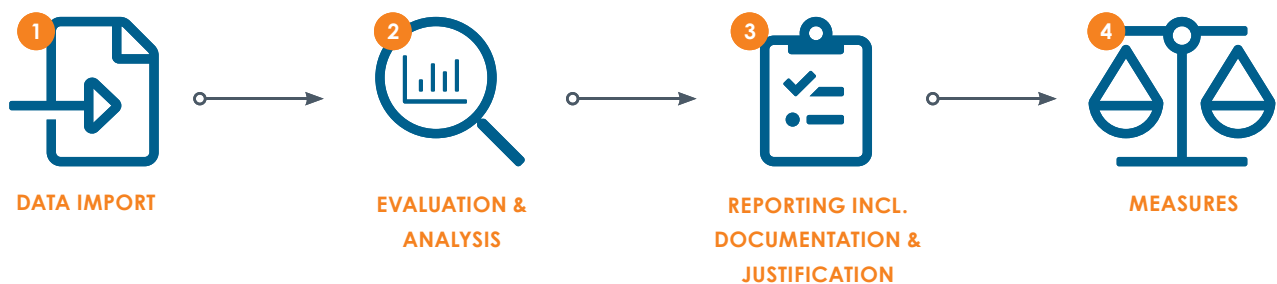 1
DATA IMPORT
2
EVALUATION &
ANALYSIS
3
REPORTING INCL.
DOCUMENTATION &
JUSTIFICATION
4
MEASURES